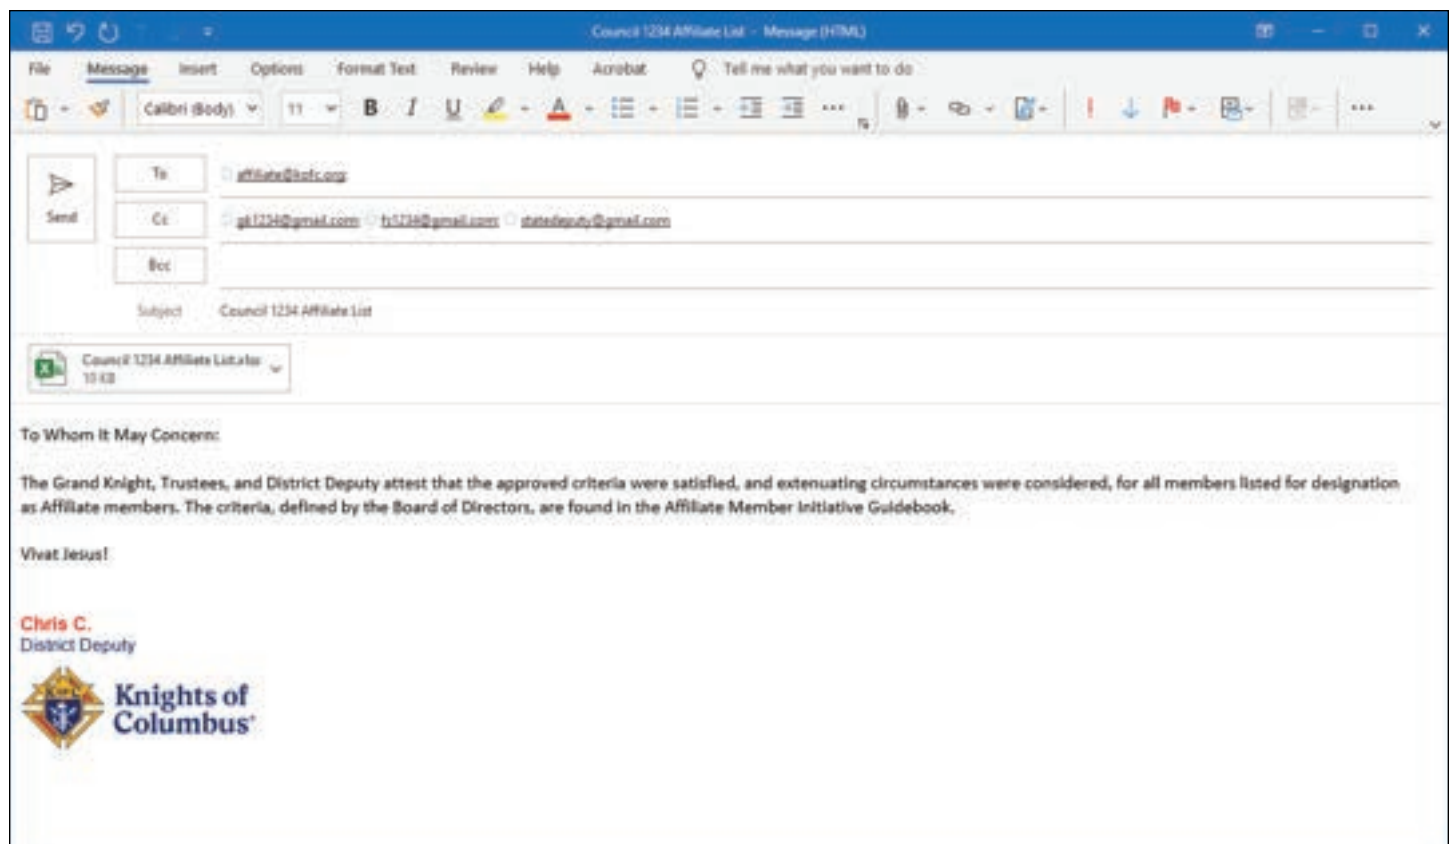 Council 1234 Affiliate List - Message (HTML)
File Message Insert Options Format Text Review Help Acrobat Tell me what you want to do
Calibri (Body) 11 B I U A
To affiliate@kofc.org;
Send Cc gk1234@gmail.com; fs1234@gmail.com; statedeputy@gmail.com
Bcc
Subject Council 1234 Affiliate List
Council 1234 Affiliate List.xlsx
10 KB
To Whom It May Concern:
The Grand Knight, Trustees, and District Deputy attest that the approved criteria were satisfied, and extenuating circumstances were considered, for all members listed for designation
as Affiliate members. The criteria, defined by the Board of Directors, are found in the Affiliate Member Initiative Guidebook.
Vivat Jesus!
Chris C.
District Deputy
Knights of
Columbus